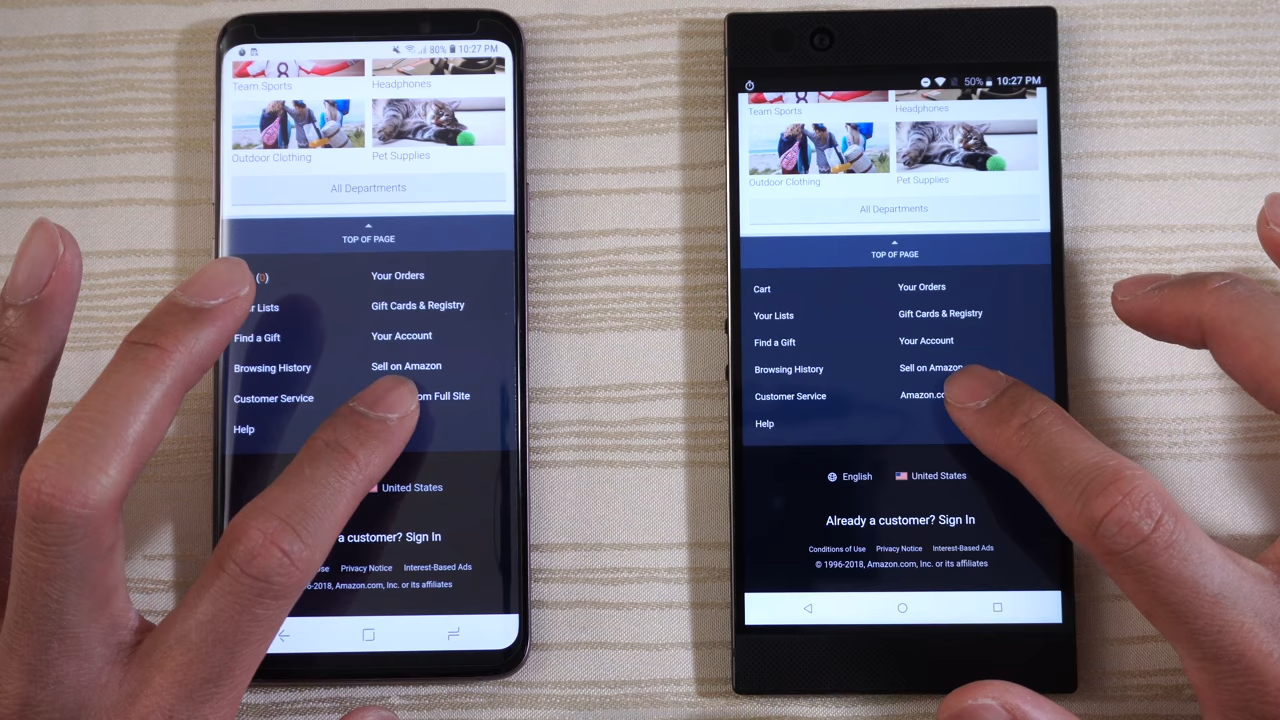 80% 10:27 PM
Team Sports
Headphones
Outdoor Clothing
Pet Supplies
All Departments
TOP OF PAGE
(0)
Your Orders
Lists
Gift Cards & Registry
Find a Gift
Your Account
Browsing History
Sell on Amazon
Customer Service
Full Site
Help
United States
a customer? Sign In
Privacy Notice
Interest-Based Ads
-2018, Amazon.com, Inc. or its affiliates
50% 10:27 PM
Team Sports
Headphones
Outdoor Clothing
Pet Supplies
All Departments
TOP OF PAGE
Cart
Your Orders
Your Lists
Gift Cards & Registry
Find a Gift
Your Account
Browsing History
Sell on Amazon
Customer Service
Amazon.co
Help
English
United States
Already a customer? Sign In
Conditions of Use
Privacy Notice
Interest-Based Ads
© 1996-2018, Amazon.com, Inc. or its affiliates